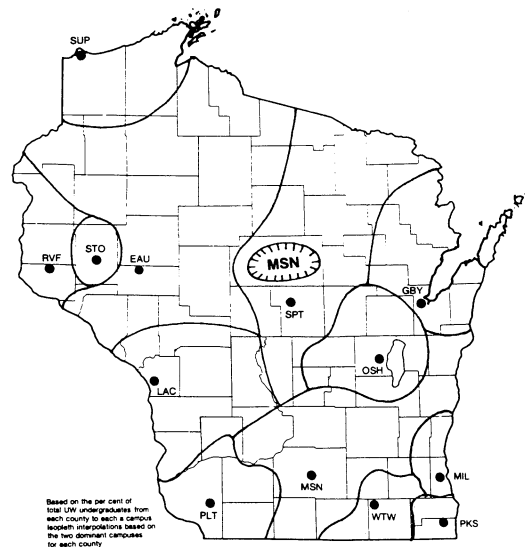 SUP
RVF
STO
EAU
MSN
SPT
GBY
OSH
LAC
MSN
MIL
PLT
WTW
PKS
Based on the per cent of
total UW undergraduates from
each county to each a campus
Isopleth interpolations based on
the two dominant campuses
for each county